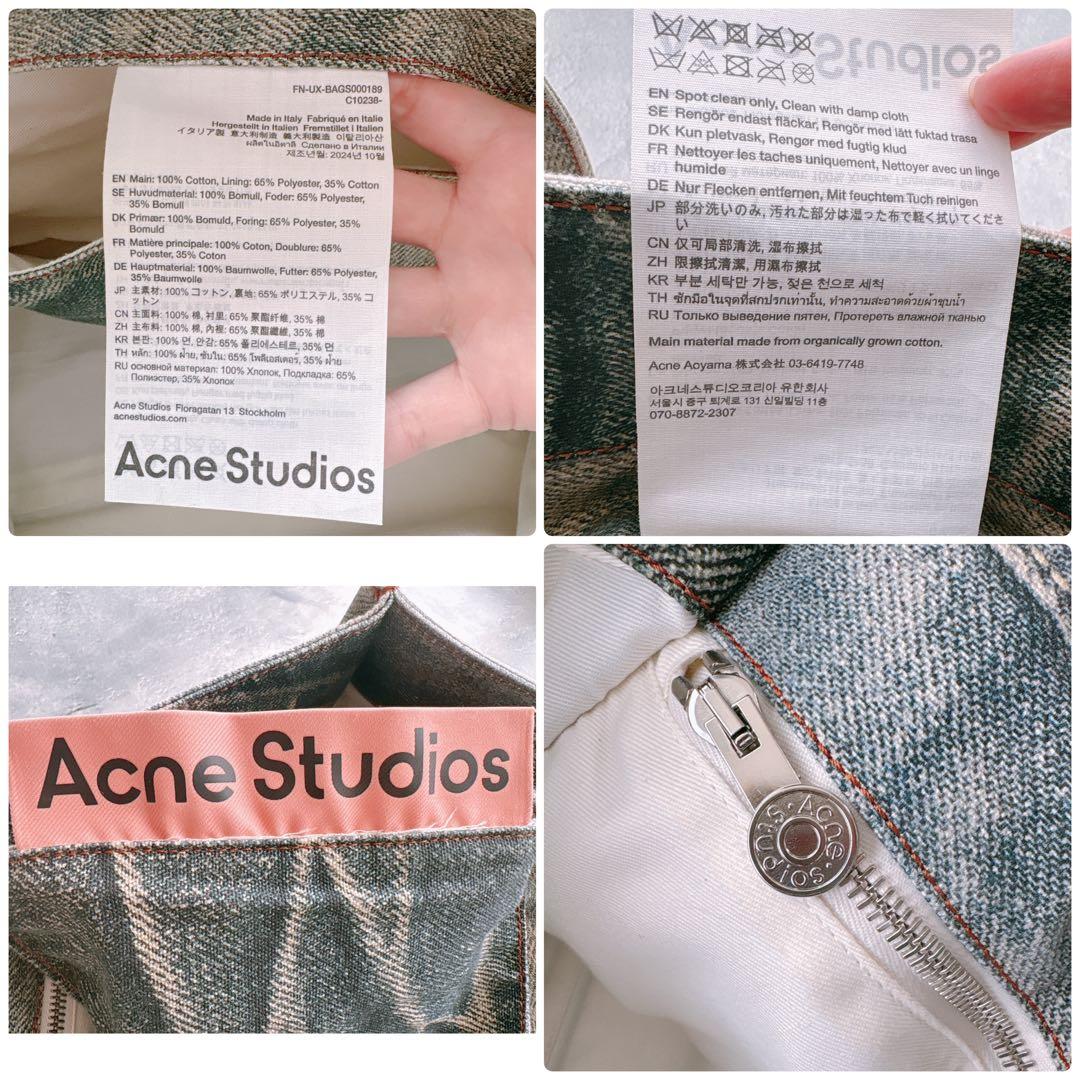 FN-UX-BAGS000189
C10238-
Made in Italy Fabriqué en Italie
Hergestellt in Italien Fremstillet i Italien
イタリア製 意大利制造 義大利製造 이탈리아산
ผลิตในอิตาลี Сделано в Италии
제조년월: 2024년 10월
EN Main: 100% Cotton, Lining: 65% Polyester, 35% Cotton
SE Huvudmaterial: 100% Bomull, Foder: 65% Polyester,
35% Bomull
DK Primær: 100% Bomuld, Foring: 65% Polyester, 35%
Bomuld
FR Matière principale: 100% Coton, Doublure: 65%
Polyester, 35% Coton
DE Hauptmaterial: 100% Baumwolle, Futter: 65% Polyester,
35% Baumwolle
JP 主素材: 100% コットン, 裏地: 65% ポリエステル, 35% コ
ットン
CN 主面料: 100% 棉, 衬里: 65% 聚酯纤维, 35% 棉
ZH 主布料: 100% 棉, 內裡: 65% 聚酯纖維, 35% 棉
KR 본판: 100% 면, 안감: 65% 폴리에스테르, 35% 면
TH หลัก: 100% ฝ้าย, ซับใน: 65% โพลีเอสเตอร์, 35% ฝ้าย
RU основной материал: 100% Хлопок, Подкладка: 65%
Полиэстер, 35% Хлопок
Acne Studios Floragatan 13 Stockholm
acnestudios.com
Acne Studios
EN Spot clean only, Clean with damp cloth
SE Rengör endast fläckar, Rengör med lätt fuktad trasa
DK Kun pletvask, Rengør med fugtig klud
FR Nettoyer les taches uniquement, Nettoyer avec un linge
humide
DE Nur Flecken entfernen, Mit feuchtem Tuch reinigen
JP 部分洗いのみ, 汚れた部分は湿った布で軽く拭いてくださ
い
CN 仅可局部清洗, 湿布擦拭
ZH 限擦拭清潔, 用濕布擦拭
KR 부분 세탁만 가능, 젖은 천으로 세척
TH ซักมือในจุดที่สกปรกเท่านั้น, ทำความสะอาดด้วยผ้าชุบน้ำ
RU Только выведение пятен, Протереть влажной тканью
Main material made from organically grown cotton.
Acne Aoyama 株式会社 03-6419-7748
아크네스튜디오코리아 유한회사
서울시 중구 퇴계로 131 신일빌딩 11층
070-8872-2307
Acne Studios
Acne Studios